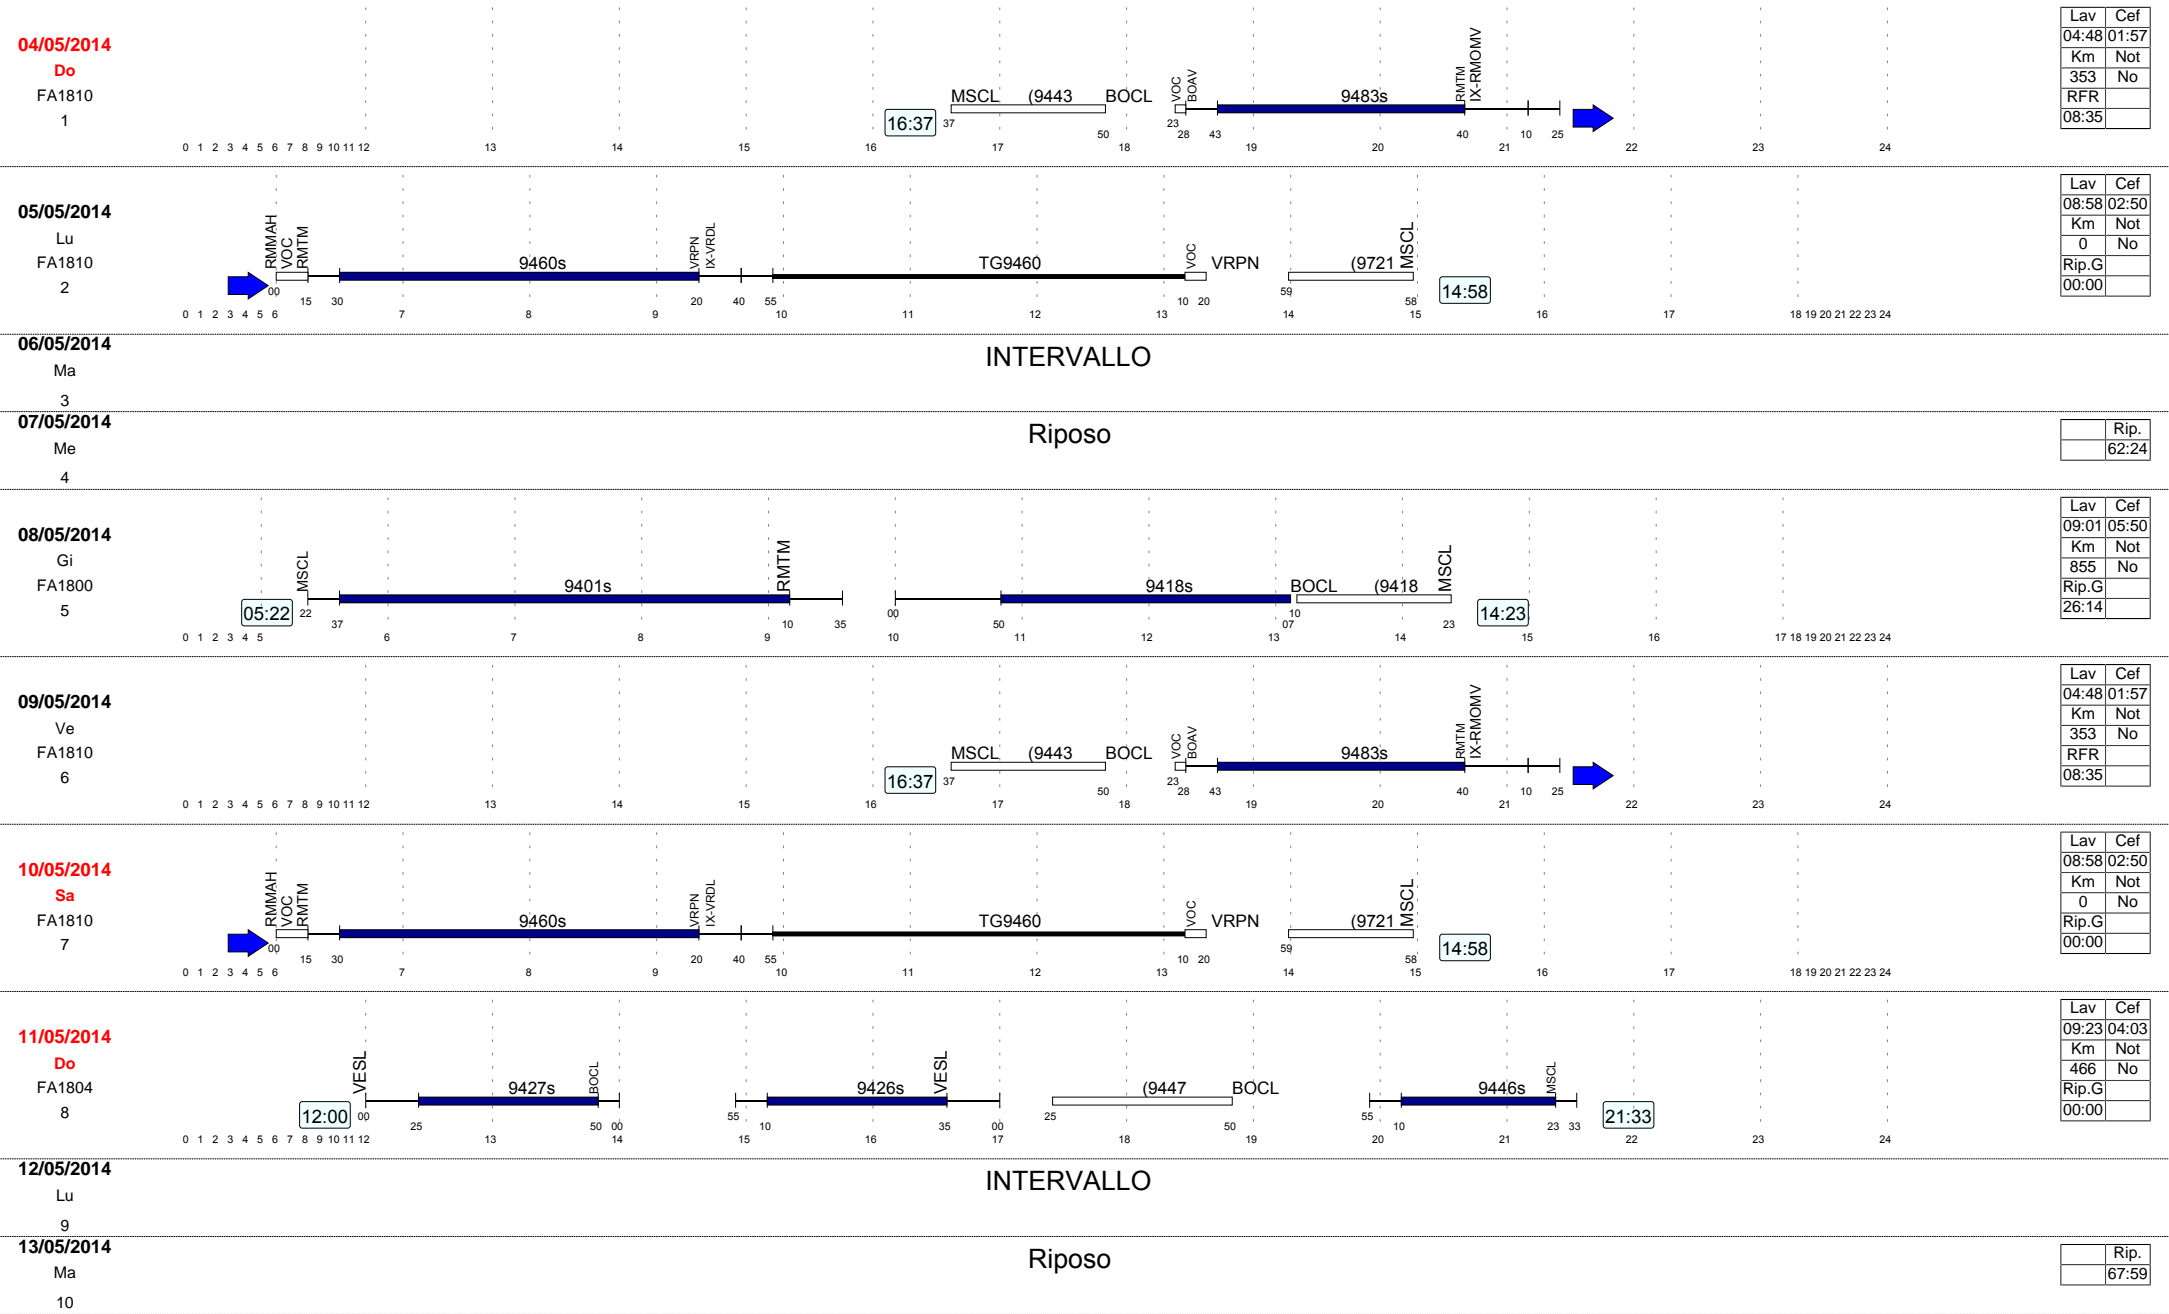 04/05/2014
Do
FA1810
1
16:37
MSCL (9443 BOCL VOC BOAV 9483s RMTM IX-RMOMV
37 50 23 28 43 40 10 25
0 1 2 3 4 5 6 7 8 9 10 11 12 13 14 15 16 17 18 19 20 21 22 23 24
Lav Cef
04:48 01:57
Km Not
353 No
RFR
08:35
05/05/2014
Lu
FA1810
2
RMMAH VOC RMTM 9460s VRPN IX-VRDL TG9460 VOC VRPN (9721 MSCL
00 15 30 20 40 55 10 20 59 58
14:58
0 1 2 3 4 5 6 7 8 9 10 11 12 13 14 15 16 17 18 19 20 21 22 23 24
Lav Cef
08:58 02:50
Km Not
0 No
Rip.G
00:00
06/05/2014
Ma
3
INTERVALLO
07/05/2014
Me
4
Riposo
Rip.
62:24
08/05/2014
Gi
FA1800
5
05:22
MSCL 9401s RMTM 9418s BOCL (9418 MSCL
22 37 10 35 00 50 07 10 23
14:23
0 1 2 3 4 5 6 7 8 9 10 11 12 13 14 15 16 17 18 19 20 21 22 23 24
Lav Cef
09:01 05:50
Km Not
855 No
Rip.G
26:14
09/05/2014
Ve
FA1810
6
16:37
MSCL (9443 BOCL VOC BOAV 9483s RMTM IX-RMOMV
37 50 23 28 43 40 10 25
0 1 2 3 4 5 6 7 8 9 10 11 12 13 14 15 16 17 18 19 20 21 22 23 24
Lav Cef
04:48 01:57
Km Not
353 No
RFR
08:35
10/05/2014
Sa
FA1810
7
RMMAH VOC RMTM 9460s VRPN IX-VRDL TG9460 VOC VRPN (9721 MSCL
00 15 30 20 40 55 10 20 59 58
14:58
0 1 2 3 4 5 6 7 8 9 10 11 12 13 14 15 16 17 18 19 20 21 22 23 24
Lav Cef
08:58 02:50
Km Not
0 No
Rip.G
00:00
11/05/2014
Do
FA1804
8
12:00
VESL 9427s BOCL 9426s VESL (9447 BOCL 9446s MSCL
00 25 50 00 55 10 35 00 25 50 55 10 23 33
21:33
0 1 2 3 4 5 6 7 8 9 10 11 12 13 14 15 16 17 18 19 20 21 22 23 24
Lav Cef
09:23 04:03
Km Not
466 No
Rip.G
00:00
12/05/2014
Lu
9
INTERVALLO
13/05/2014
Ma
10
Riposo
Rip.
67:59